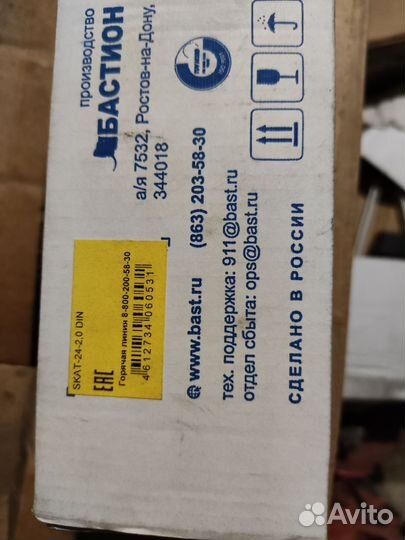 производство
БАСТИОН
а/я 7532, Ростов-на-Дону,
344018
www.bast.ru (863) 203-58-30
тех. поддержка: 911@bast.ru
отдел сбыта: ops@bast.ru
СДЕЛАНО В РОССИИ
SKAT-24-2,0 DIN
EAC
Горячая линия 8-800-200-58-30
4612734060531
Avito